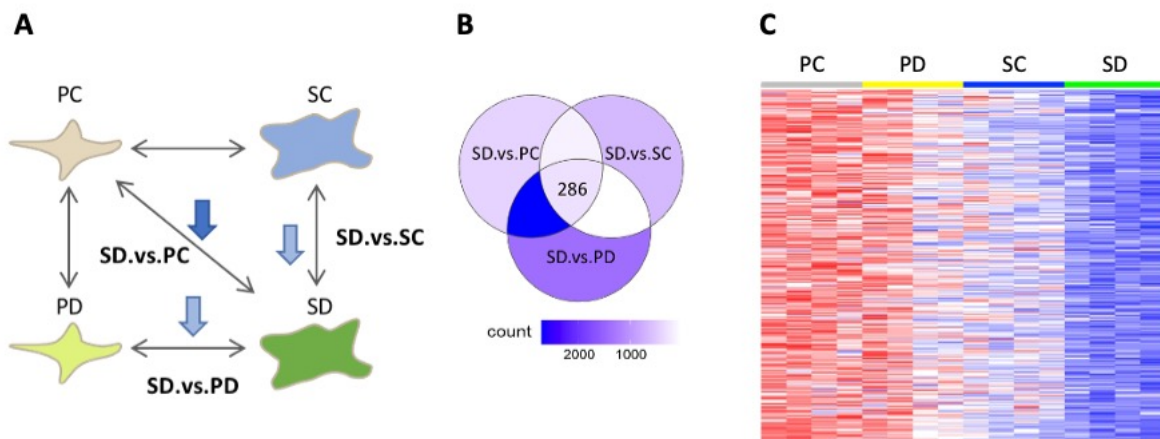 A
PC
SC
SD.vs.PC
SD.vs.SC
PD
SD
SD.vs.PD
B
SD.vs.PC
SD.vs.SC
286
SD.vs.PD
count
2000
1000
C
PC
PD
SC
SD